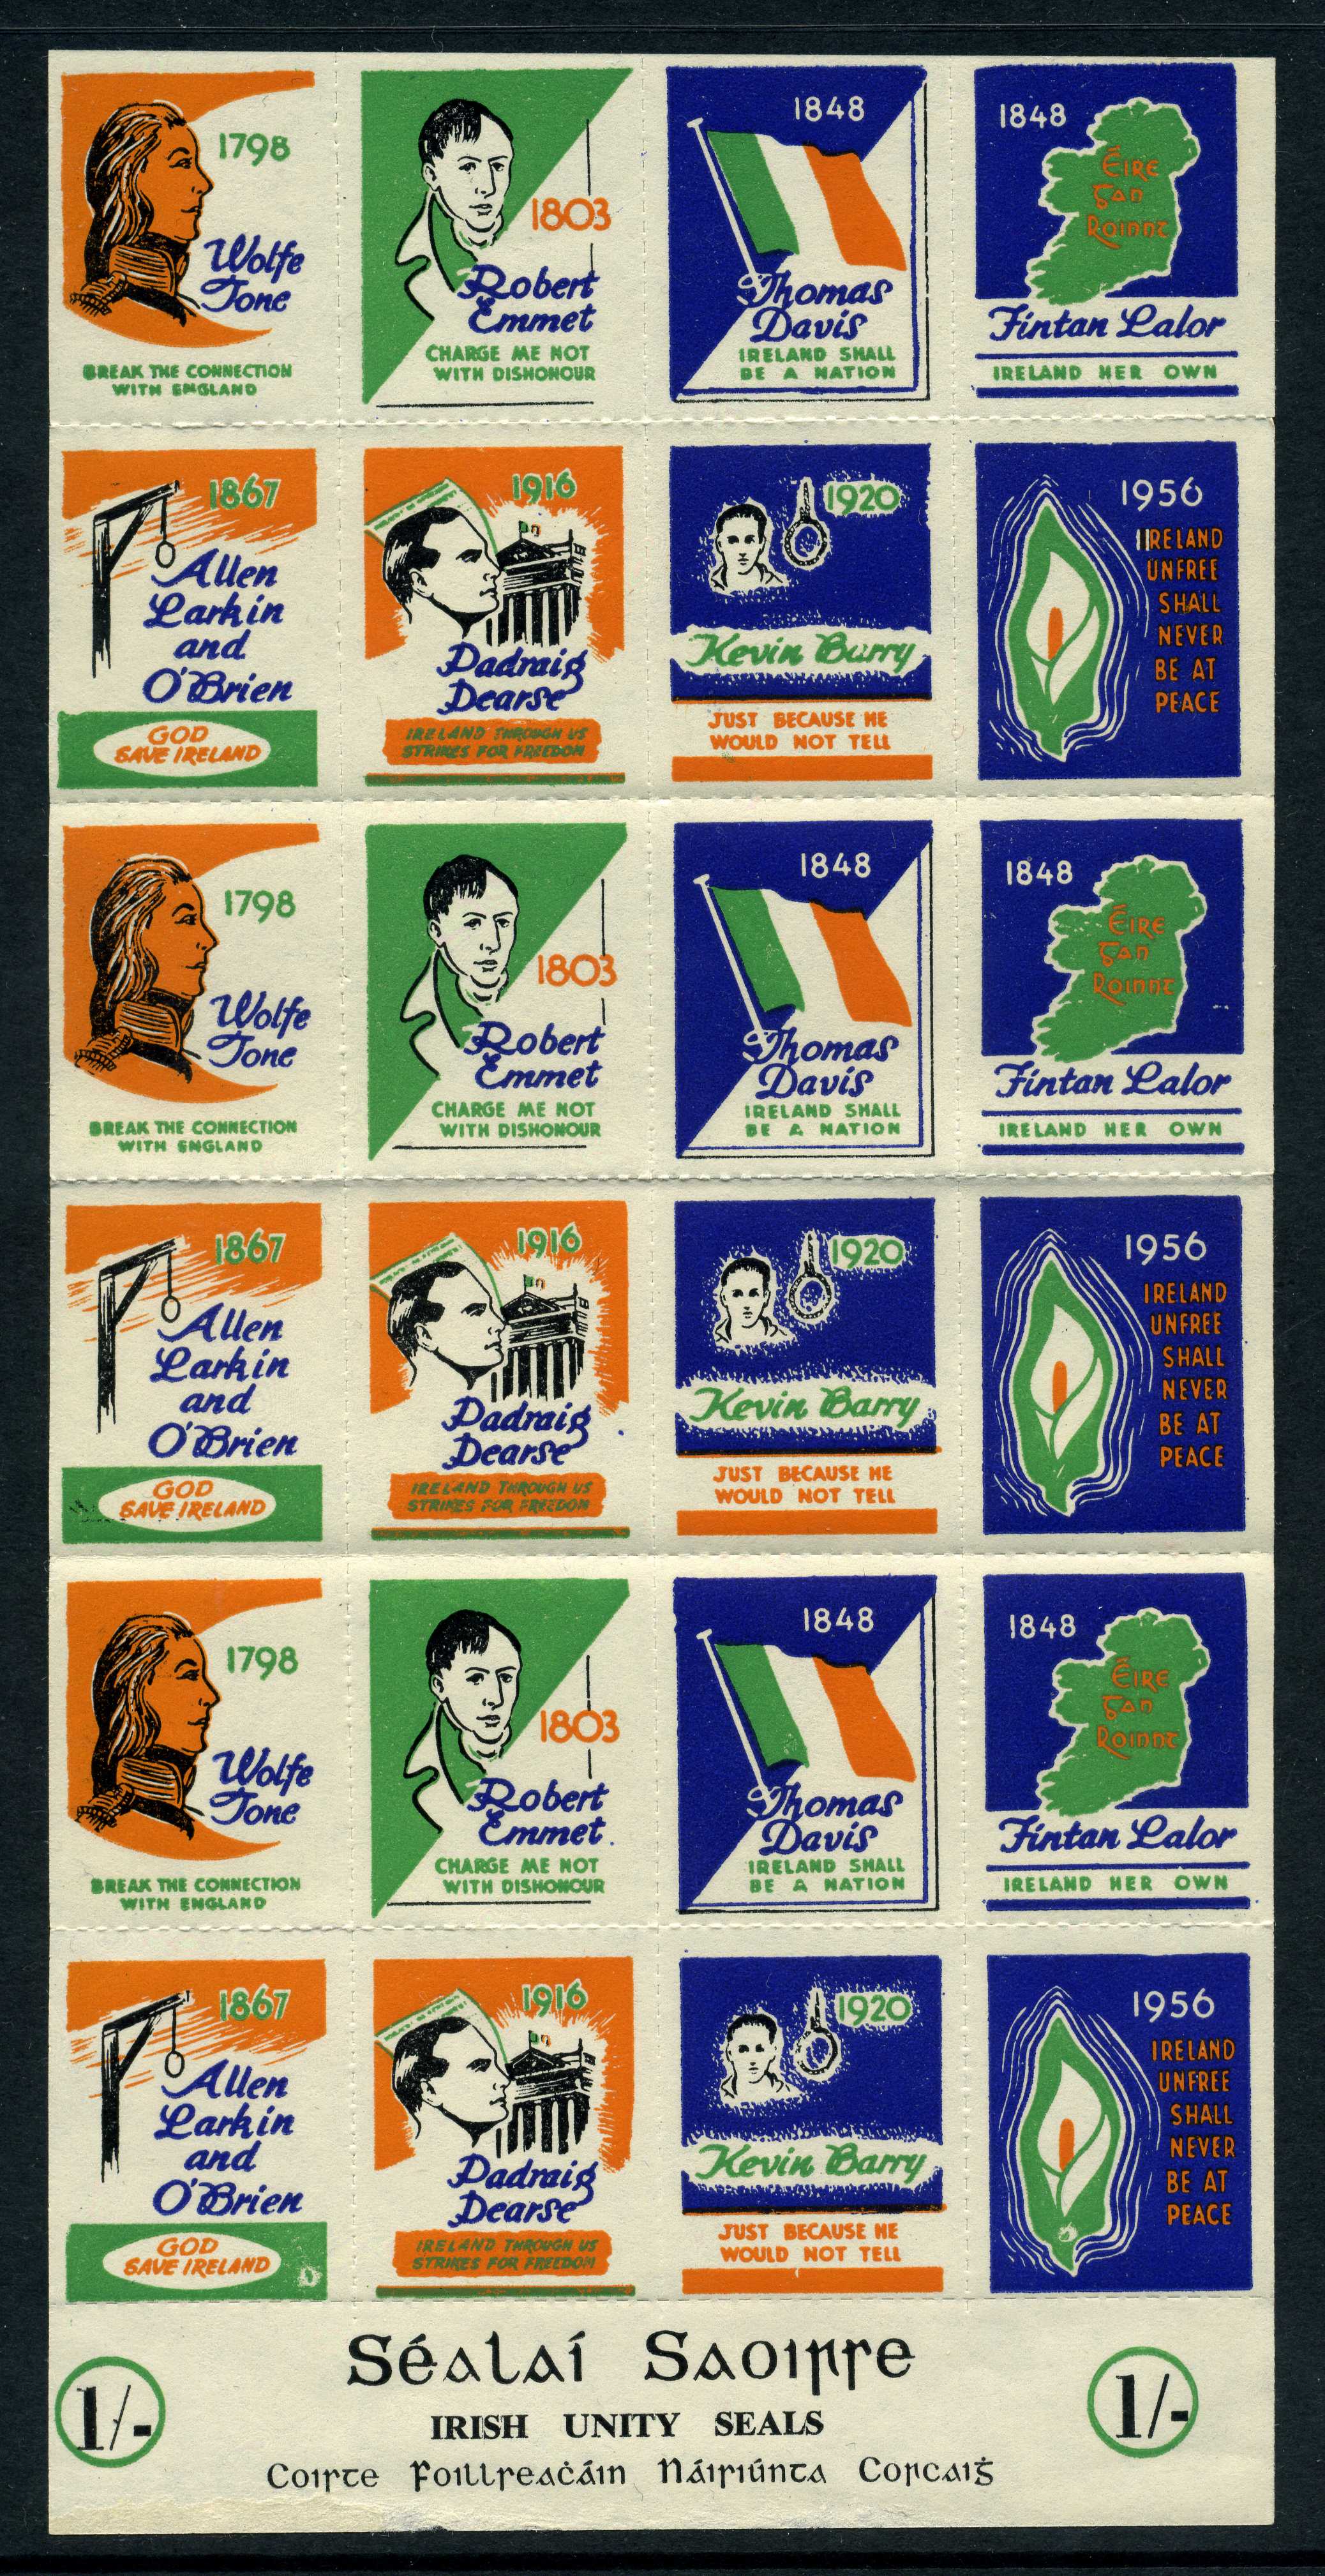 1798
Wolfe
Tone
BREAK THE CONNECTION
WITH ENGLAND
1803
Robert
Emmet
CHARGE ME NOT
WITH DISHONOUR
1848
Thomas
Davis
IRELAND SHALL
BE A NATION
1848
Éire
gan
Roinnt
Fintan Lalor
IRELAND HER OWN
1867
Allen
Larkin
and
O'Brien
GOD
SAVE IRELAND
1916
Padraig
Pearse
IRELAND THROUGH US
STRIKES FOR FREEDOM
1920
Kevin Barry
JUST BECAUSE HE
WOULD NOT TELL
1956
IRELAND
UNFREE
SHALL
NEVER
BE AT
PEACE
1798
Wolfe
Tone
BREAK THE CONNECTION
WITH ENGLAND
1803
Robert
Emmet
CHARGE ME NOT
WITH DISHONOUR
1848
Thomas
Davis
IRELAND SHALL
BE A NATION
1848
Éire
gan
Roinnt
Fintan Lalor
IRELAND HER OWN
1867
Allen
Larkin
and
O'Brien
GOD
SAVE IRELAND
1916
Padraig
Pearse
IRELAND THROUGH US
STRIKES FOR FREEDOM
1920
Kevin Barry
JUST BECAUSE HE
WOULD NOT TELL
1956
IRELAND
UNFREE
SHALL
NEVER
BE AT
PEACE
1798
Wolfe
Tone
BREAK THE CONNECTION
WITH ENGLAND
1803
Robert
Emmet
CHARGE ME NOT
WITH DISHONOUR
1848
Thomas
Davis
IRELAND SHALL
BE A NATION
1848
Éire
gan
Roinnt
Fintan Lalor
IRELAND HER OWN
1867
Allen
Larkin
and
O'Brien
GOD
SAVE IRELAND
1916
Padraig
Pearse
IRELAND THROUGH US
STRIKES FOR FREEDOM
1920
Kevin Barry
JUST BECAUSE HE
WOULD NOT TELL
1956
IRELAND
UNFREE
SHALL
NEVER
BE AT
PEACE
1/-
Séalaí Saoirse
IRISH UNITY SEALS
Coiste Foillseaċáin Náisiúnta Corcaiġ
1/-